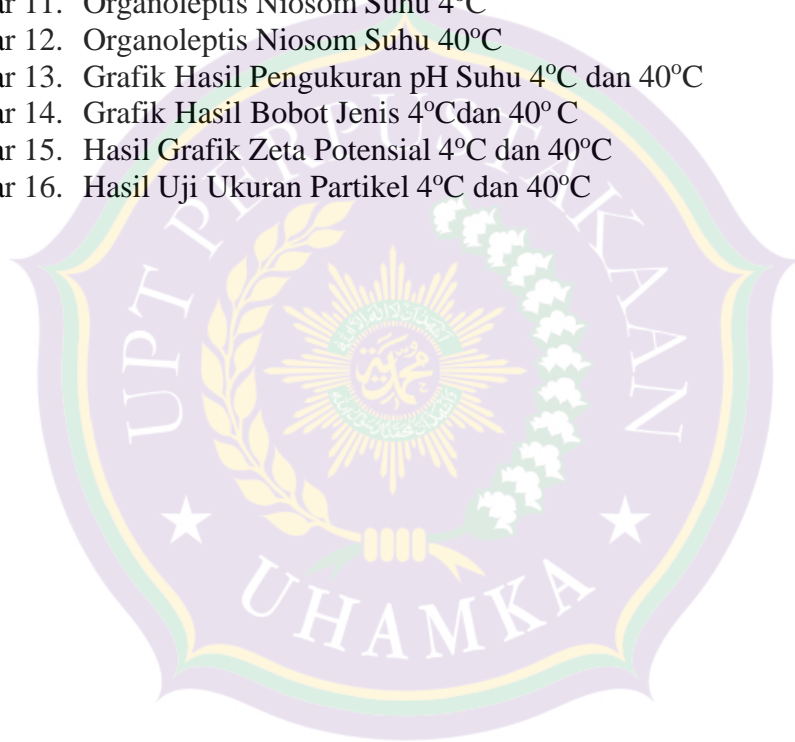 ar 11. Organoleptis Niosom Suhu 4°C
ar 12. Organoleptis Niosom Suhu 40°C
ar 13. Grafik Hasil Pengukuran pH Suhu 4°C dan 40°C
ar 14. Grafik Hasil Bobot Jenis 4°Cdan 40° C
ar 15. Hasil Grafik Zeta Potensial 4°C dan 40°C
ar 16. Hasil Uji Ukuran Partikel 4°C dan 40°C
UPT PERPUSTAKAAN
محمدية
UHAMKA